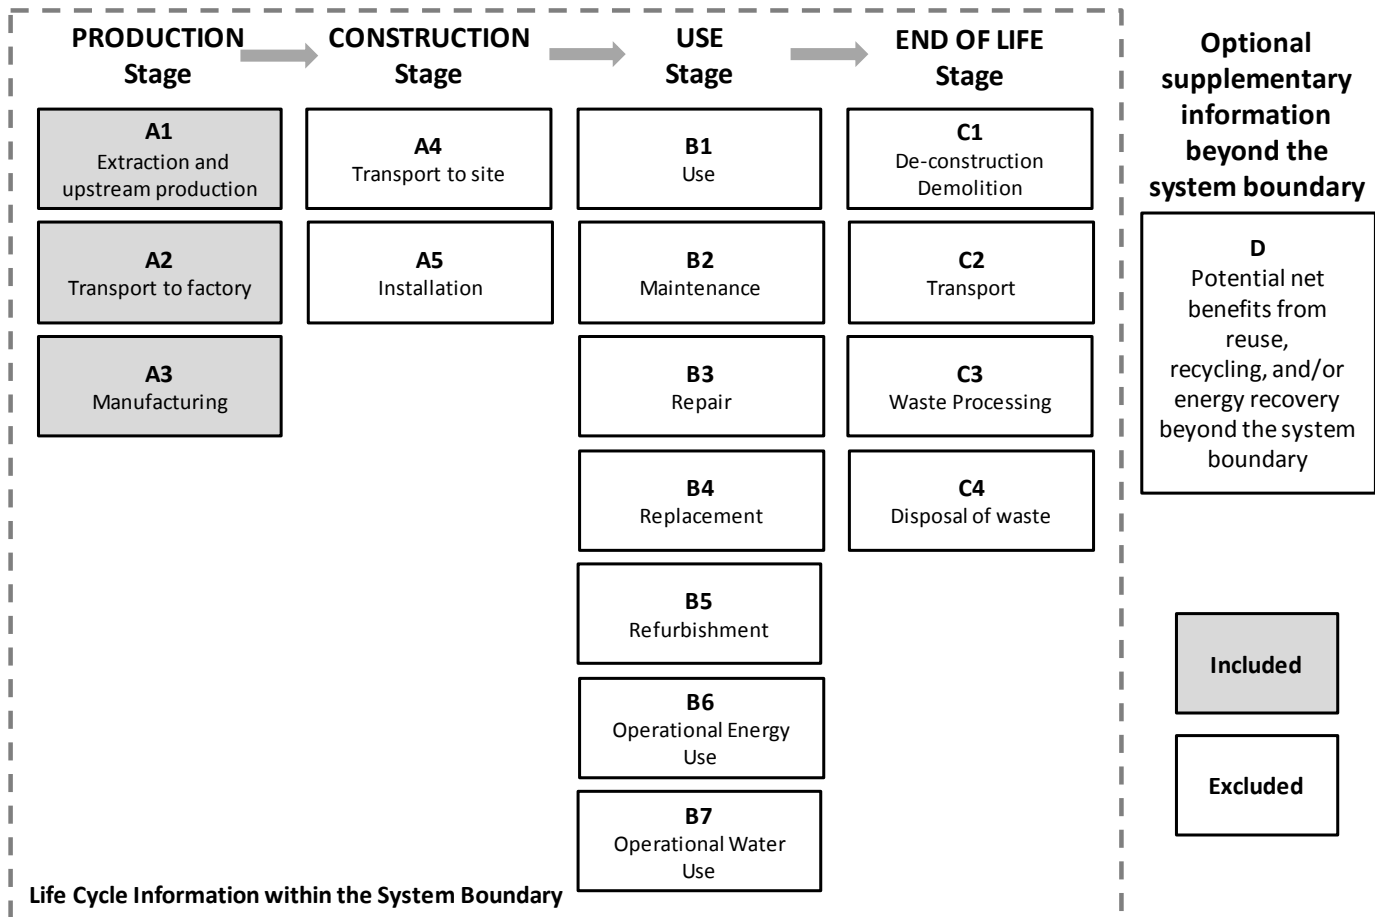 PRODUCTION
Stage
CONSTRUCTION
Stage
USE
Stage
END OF LIFE
Stage
A1
Extraction and
upstream production
A2
Transport to factory
A3
Manufacturing
A4
Transport to site
A5
Installation
B1
Use
B2
Maintenance
B3
Repair
B4
Replacement
B5
Refurbishment
B6
Operational Energy
Use
B7
Operational Water
Use
C1
De-construction
Demolition
C2
Transport
C3
Waste Processing
C4
Disposal of waste
Life Cycle Information within the System Boundary
Optional
supplementary
information
beyond the
system boundary
D
Potential net
benefits from
reuse,
recycling, and/or
energy recovery
beyond the system
boundary
Included
Excluded